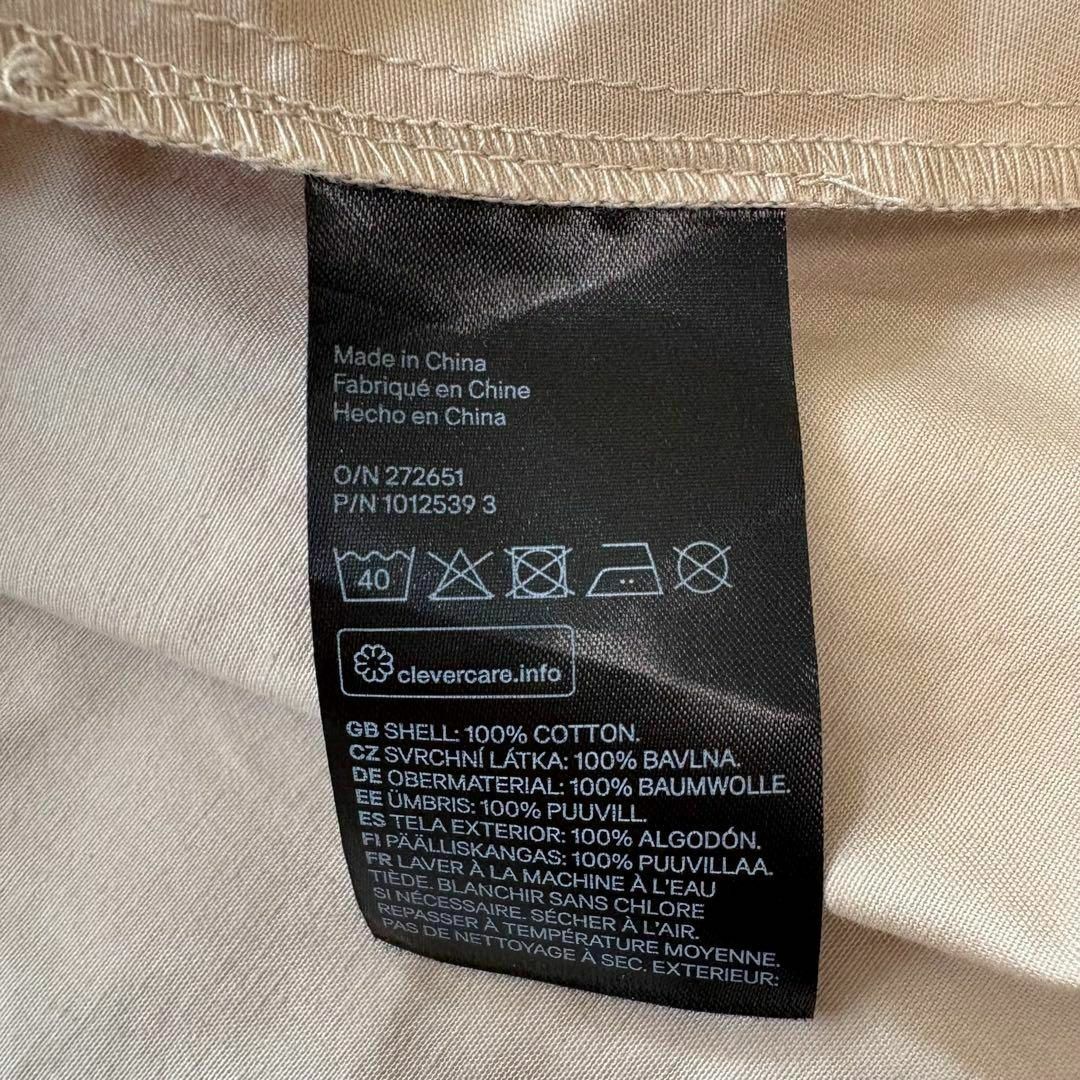 Made in China
Fabriqué en Chine
Hecho en China
O/N 272651
P/N 1012539 3
40
clevercare.info
GB SHELL: 100% COTTON.
CZ SVRCHNÍ LÁTKA: 100% BAVLNA.
DE OBERMATERIAL: 100% BAUMWOLLE.
EE ÜMBRIS: 100% PUUVILL.
ES TELA EXTERIOR: 100% ALGODÓN.
FI PÄÄLLISKANGAS: 100% PUUVILLAA.
FR LAVER À LA MACHINE À L'EAU
TIÈDE. BLANCHIR SANS CHLORE
SI NÉCESSAIRE. SÉCHER À L'AIR.
REPASSER À TEMPÉRATURE MOYENNE.
PAS DE NETTOYAGE À SEC. EXTERIEUR: